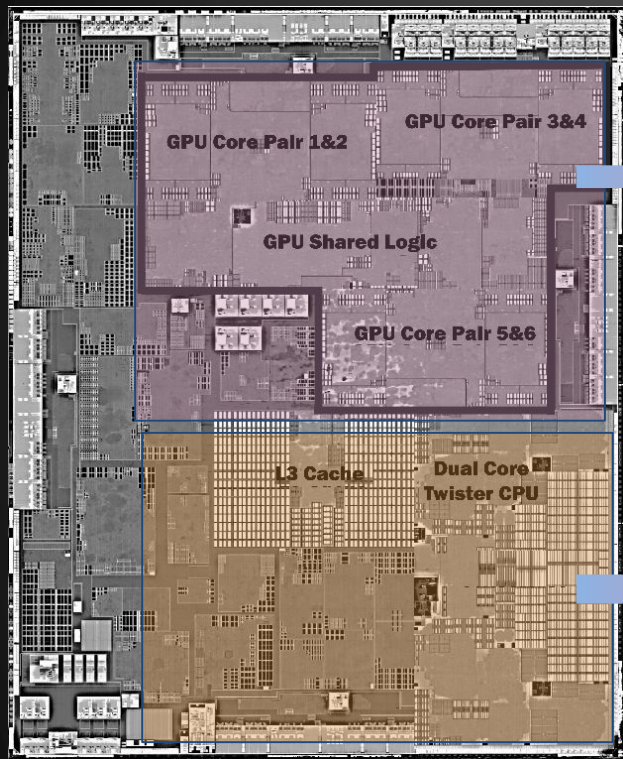 GPU Core Pair 1&2
GPU Core Pair 3&4
GPU Shared Logic
GPU Core Pair 5&6
L3 Cache
Dual Core
Twister CPU